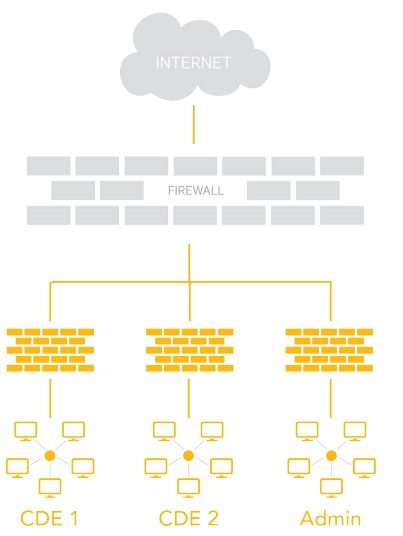 INTERNET
FIREWALL
CDE 1
CDE 2
Admin